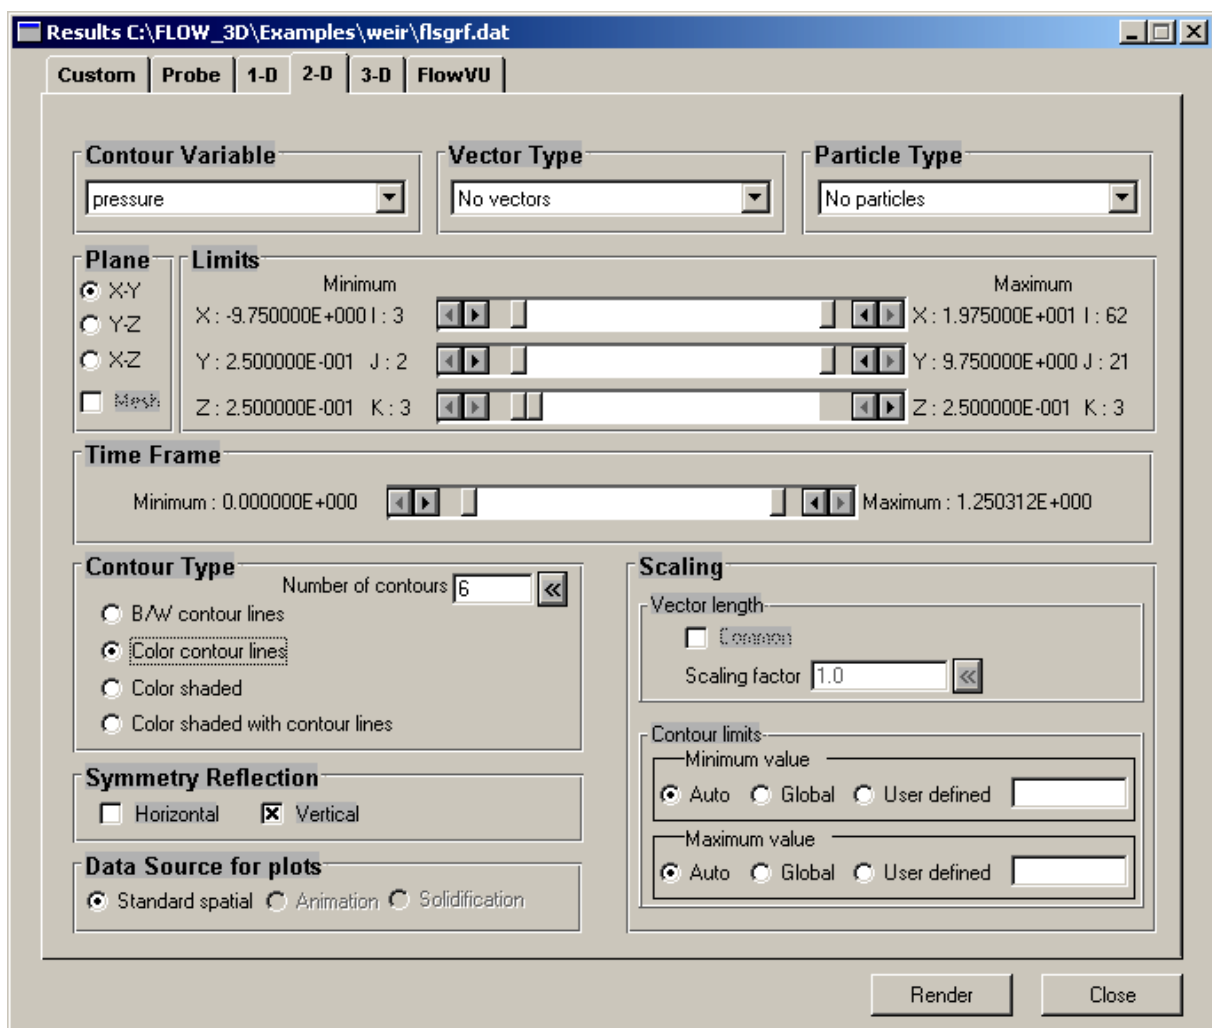 Results C:\FLOW_3D\Examples\weir\flsgrf.dat
Custom Probe 1-D 2-D 3-D FlowVU
Contour Variable Vector Type Particle Type
pressure No vectors No particles
Plane Limits
Minimum Maximum
X-Y X : -9.750000E+000 I : 3 X : 1.975000E+001 I : 62
Y-Z
X-Z Y : 2.500000E-001 J : 2 Y : 9.750000E+000 J : 21
Mesh Z : 2.500000E-001 K : 3 Z : 2.500000E-001 K : 3
Time Frame
Minimum : 0.000000E+000 Maximum : 1.250312E+000
Contour Type
Number of contours 6 <<
B/W contour lines
Color contour lines
Color shaded
Color shaded with contour lines
Symmetry Reflection
Horizontal Vertical
Data Source for plots
Standard spatial Animation Solidification
Scaling
Vector length
Common
Scaling factor 1.0 <<
Contour limits
Minimum value
Auto Global User defined
Maximum value
Auto Global User defined
Render Close